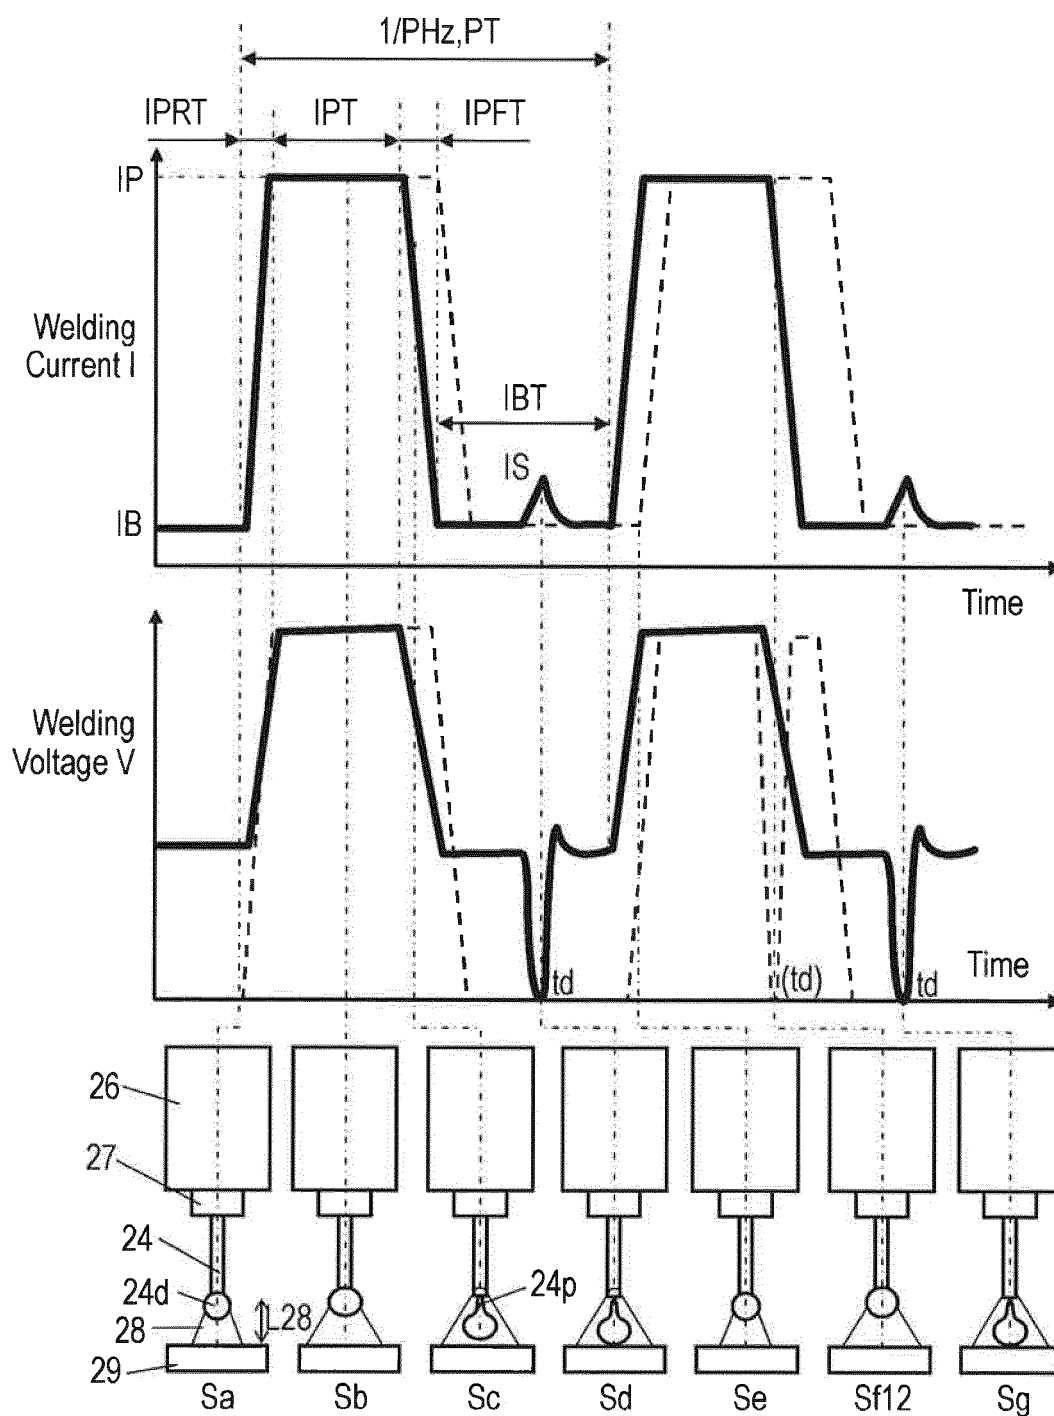 1/PHz,PT
IPRT IPT IPFT
IP
Welding
Current I
IBT
IS
IB
Time
Welding
Voltage V
Time
td (td) td
26
27
24
24d
24p
28 L28
29
Sa Sb Sc Sd Se Sf12 Sg